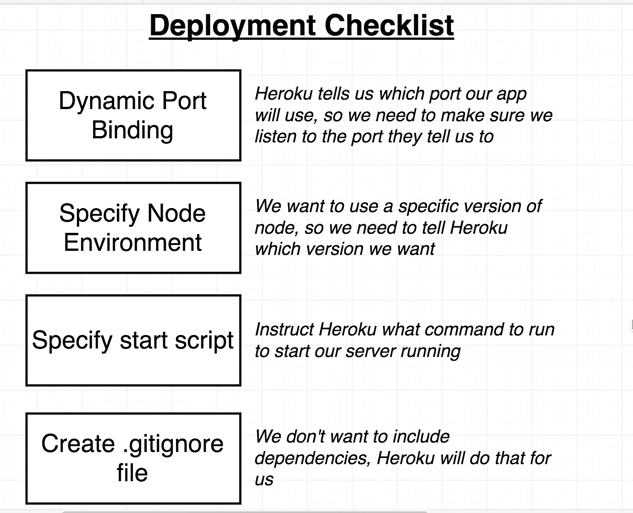 Deployment Checklist
Dynamic Port
Binding
Heroku tells us which port our app
will use, so we need to make sure we
listen to the port they tell us to
Specify Node
Environment
We want to use a specific version of
node, so we need to tell Heroku
which version we want
Specify start script
Instruct Heroku what command to run
to start our server running
Create .gitignore
file
We don't want to include
dependencies, Heroku will do that for
us